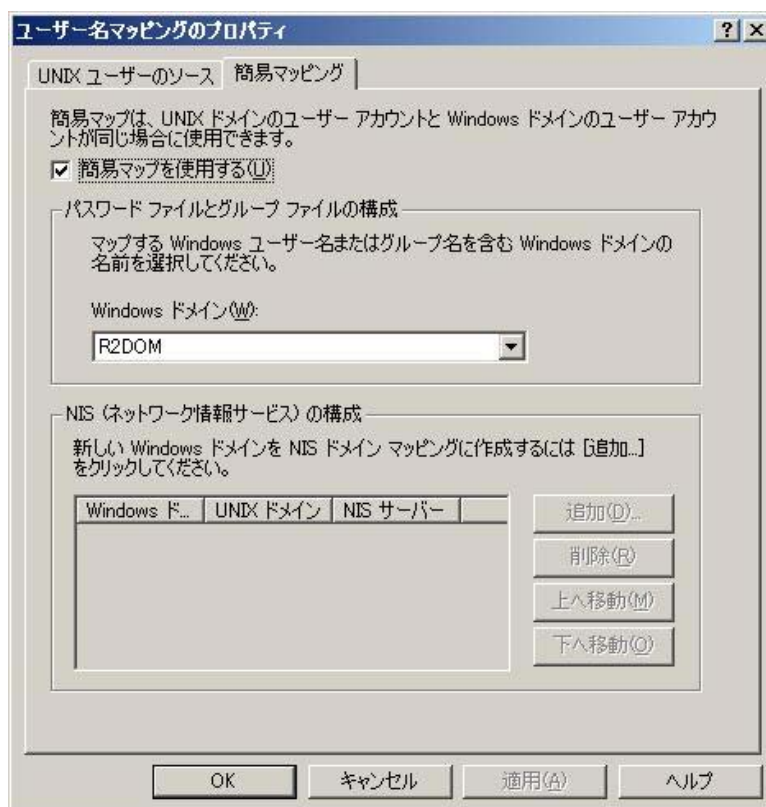 ユーザー名マッピングのプロパティ
UNIX ユーザーのソース
簡易マッピング
簡易マップは、UNIX ドメインのユーザー アカウントと Windows ドメインのユーザー アカウ
ントが同じ場合に使用できます。
簡易マップを使用する(U)
パスワード ファイルとグループ ファイルの構成
マップする Windows ユーザー名またはグループ名を含む Windows ドメインの
名前を選択してください。
Windows ドメイン(W):
R2DOM
NIS (ネットワーク情報サービス) の構成
新しい Windows ドメインを NIS ドメイン マッピングに作成するには [追加...]
をクリックしてください。
Windows ド... UNIX ドメイン NIS サーバー
追加(D)...
削除(R)
上へ移動(M)
下へ移動(O)
OK キャンセル 適用(A) ヘルプ